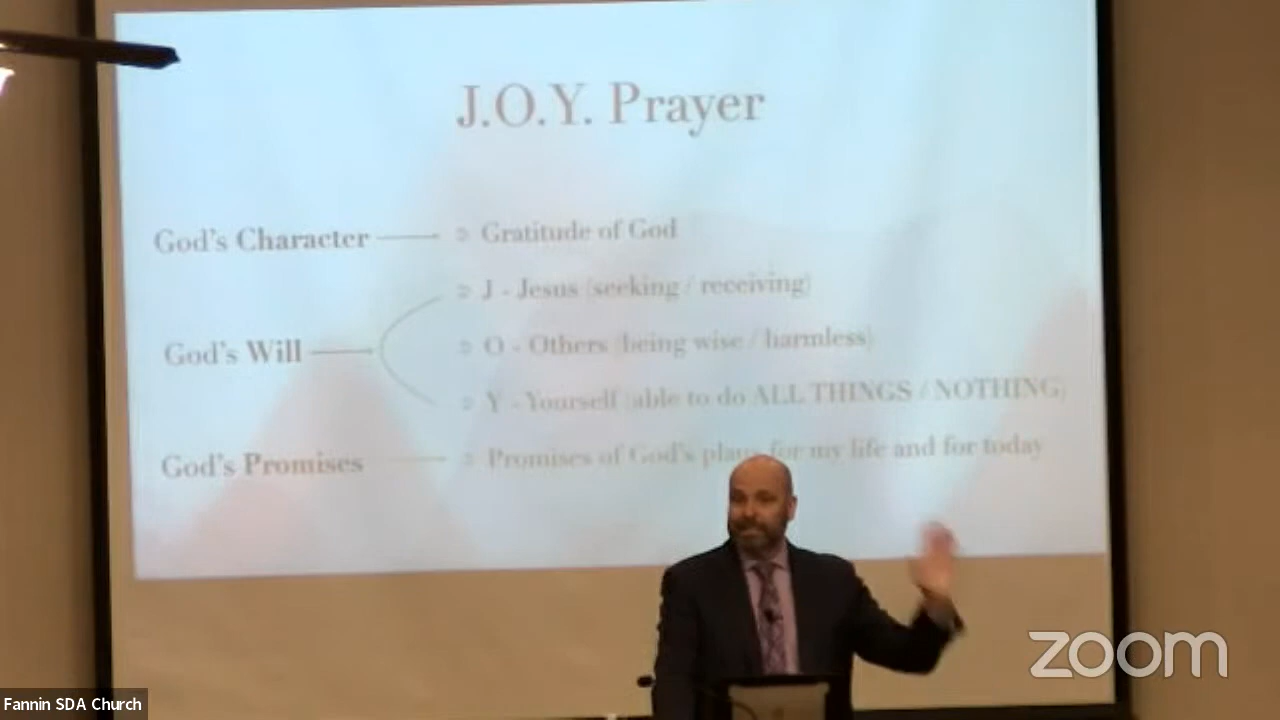 J.O.Y. Prayer
God's Character
Gratitude of God
J - Jesus (seeking / receiving)
God's Will
O - Others (being wise / harmless)
Y - Yourself (able to do ALL THINGS / NOTHING)
God's Promises
Promises of God's plans for my life and for today
zoom
Fannin SDA Church